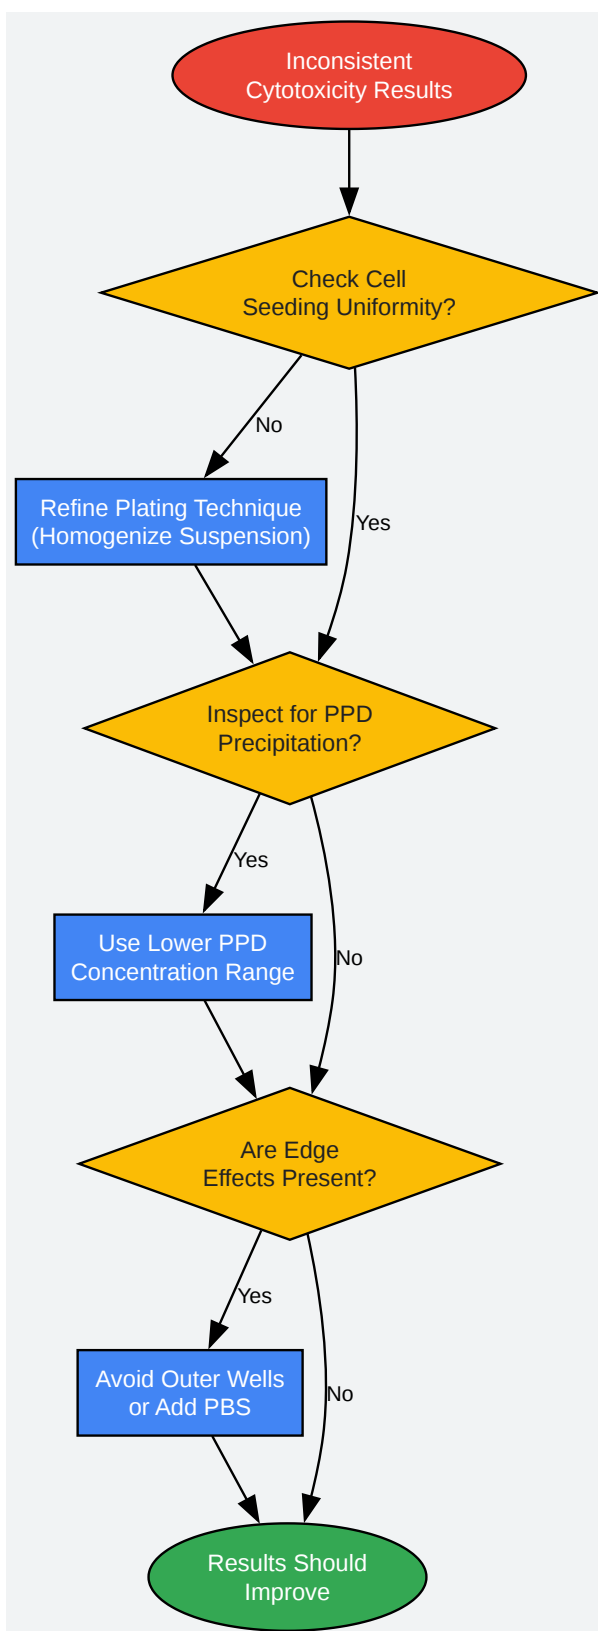 Inconsistent
Cytotoxicity Results
Check Cell
Seeding Uniformity?
No
Yes
Refine Plating Technique
(Homogenize Suspension)
Inspect for PPD
Precipitation?
Yes
No
Use Lower PPD
Concentration Range
Are Edge
Effects Present?
Yes
No
Avoid Outer Wells
or Add PBS
Results Should
Improve